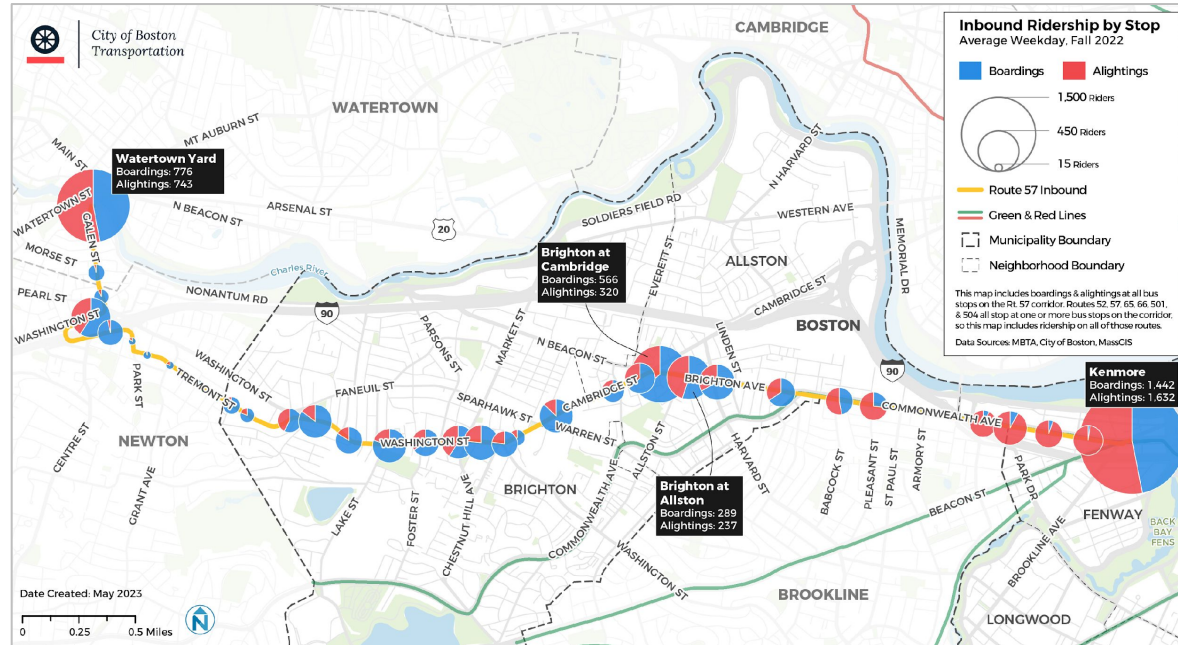 City of Boston
Transportation
CAMBRIDGE
WATERTOWN
MT AUBURN ST
MAIN ST
Watertown Yard
Boardings: 776
Alightings: 743
WATERTOWN ST
GALEN ST
N BEACON ST
ARSENAL ST
20
MORSE ST
Charles River
NONANTUM RD
PEARL ST
90
WASHINGTON ST
SOLDIERS FIELD RD
N HARVARD ST
WESTERN AVE
MEMORIAL DR
Brighton at
Cambridge
Boardings: 566
Alightings: 320
EVERETT ST
ALLSTON
CAMBRIDGE ST
BOSTON
LINDEN ST
90
PARSONS ST
MARKET ST
N BEACON ST
CAMBRIDGE ST
BRIGHTON AVE
WASHINGTON ST
TREMONT ST
PARK ST
FANEUIL ST
SPARHAWK ST
WARREN ST
WASHINGTON ST
COMMONWEALTH AVE
NEWTON
CENTRE ST
GRANT AVE
LAKE ST
FOSTER ST
CHESTNUT HILL AVE
BRIGHTON
COMMONWEALTH AVE
ALLSTON ST
HARVARD ST
BABCOCK ST
PLEASANT ST
ST PAUL ST
ARMORY ST
Brighton at
Allston
Boardings: 289
Alightings: 237
WASHINGTON ST
BEACON ST
PARK DR
BROOKLINE AVE
BROOKLINE
LONGWOOD
FENWAY
BACK
BAY
FENS
Kenmore
Boardings: 1,442
Alightings: 1,632
Inbound Ridership by Stop
Average Weekday, Fall 2022
Boardings
Alightings
1,500 Riders
450 Riders
15 Riders
Route 57 Inbound
Green & Red Lines
Municipality Boundary
Neighborhood Boundary
This map includes boardings & alightings at all bus
stops on the Rt. 57 corridor. Routes 52, 57, 65, 66, 501,
& 504 all stop at one or more bus stops on the corridor,
so this map includes ridership on all of those routes.
Data Sources: MBTA, City of Boston, MassGIS
Date Created: May 2023
0
0.25
0.5 Miles
N